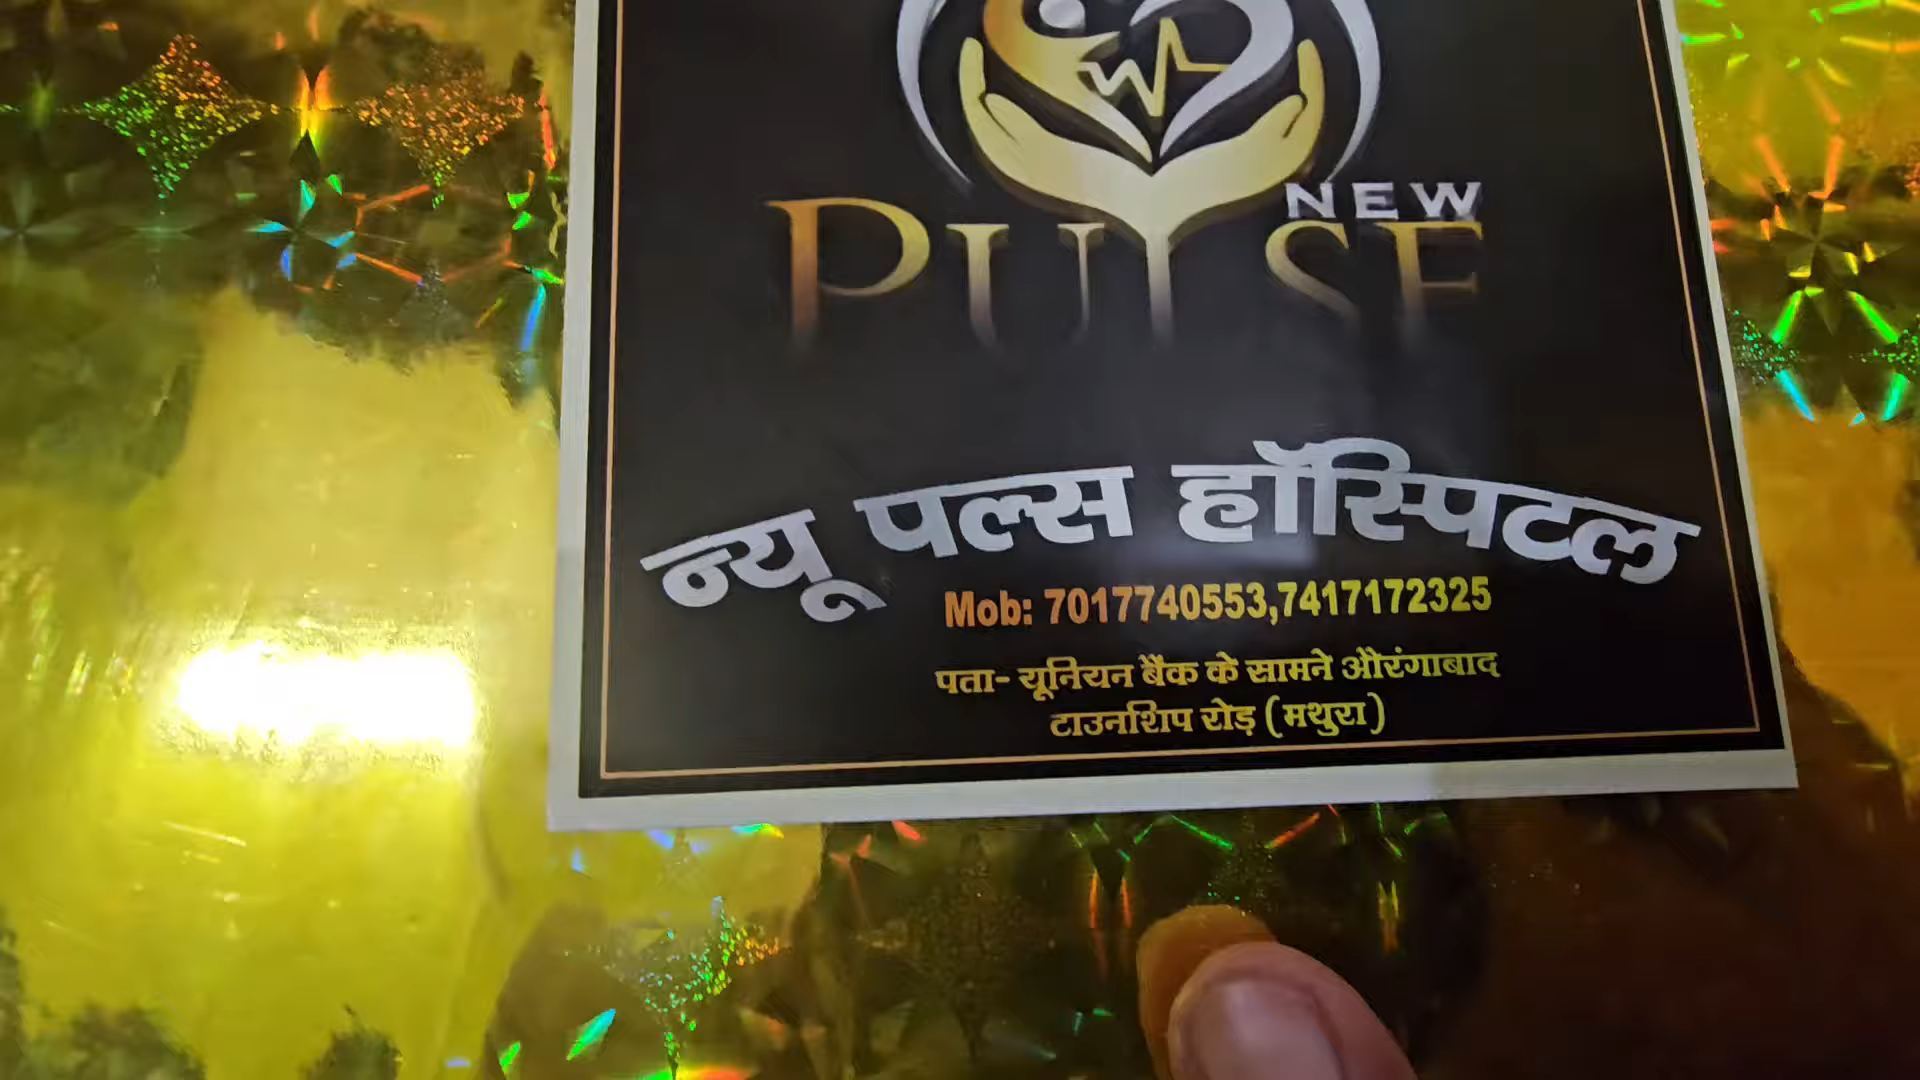 NEW
PULSE
न्यू पल्स हॉस्पिटल
Mob: 7017740553,7417172325
पता- यूनियन बैंक के सामने औरंगाबाद
टाउनशिप रोड़ (मथुरा)